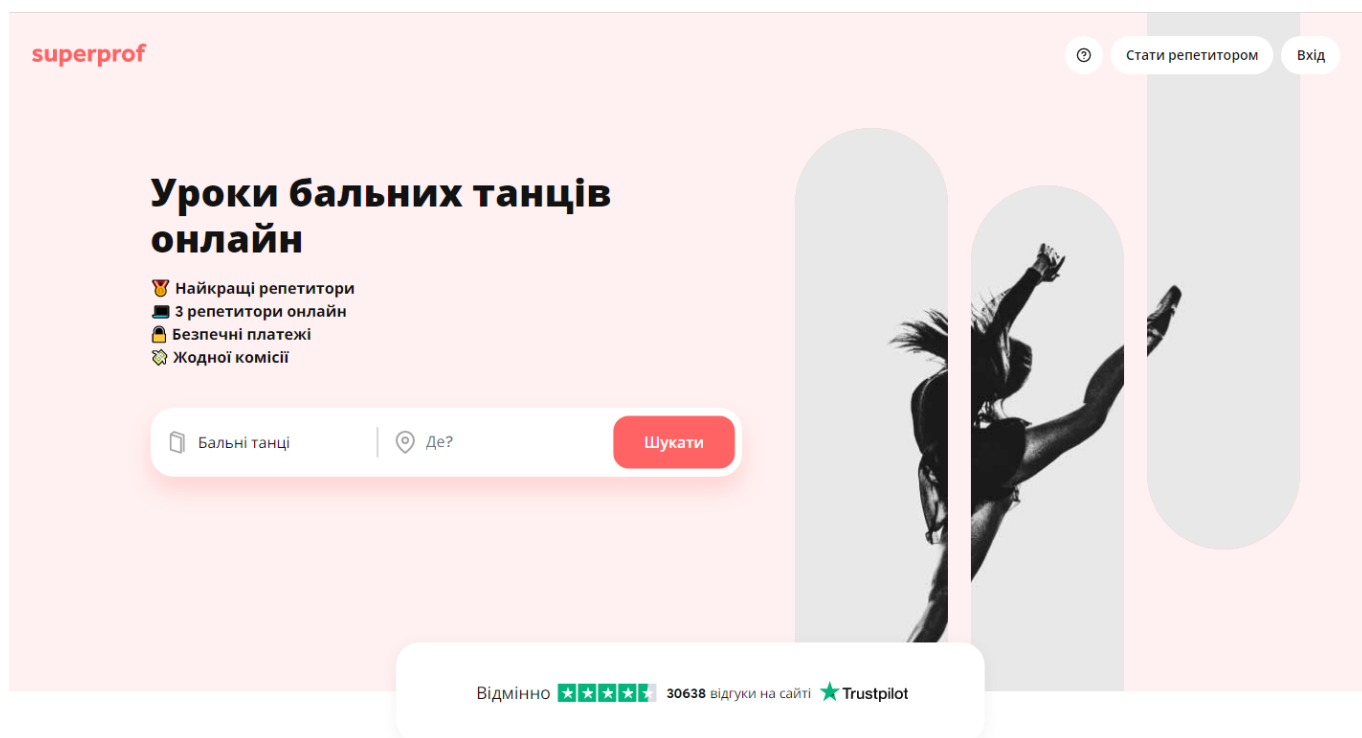 superprof
Стати репетитором
Вхід
Уроки бальних танців
онлайн
Найкращі репетитори
3 репетитори онлайн
Безпечні платежі
Жодної комісії
Бальні танці
Де?
Шукати
Відмінно 30638 відгуки на сайті Trustpilot